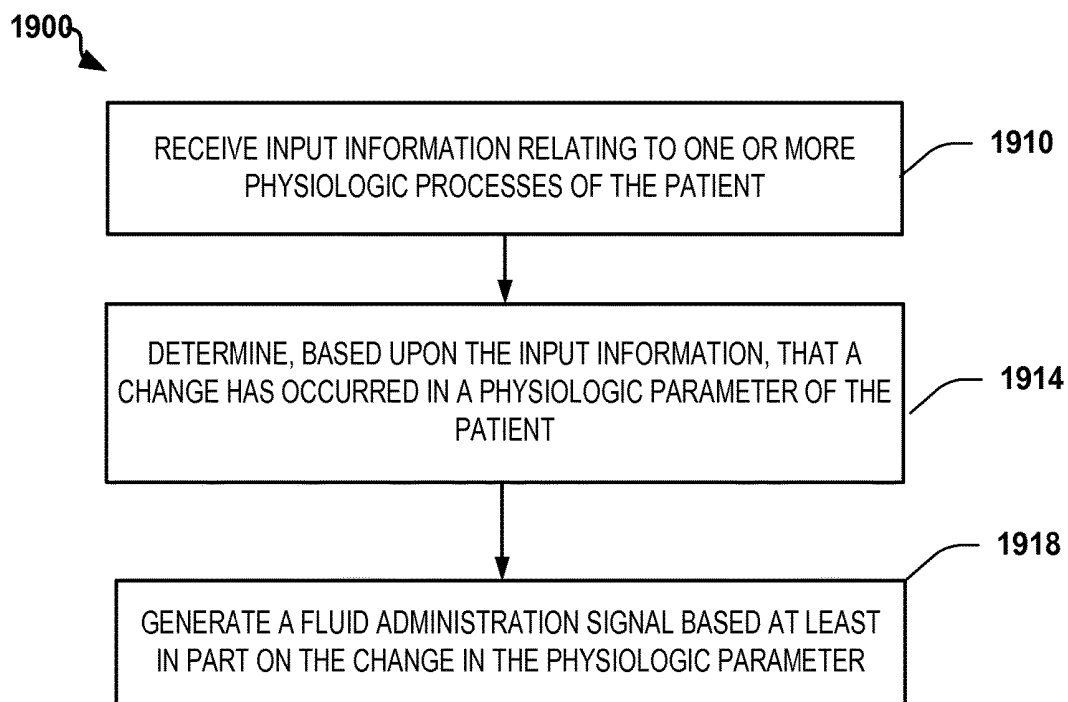 1900
RECEIVE INPUT INFORMATION RELATING TO ONE OR MORE
PHYSIOLOGIC PROCESSES OF THE PATIENT
1910
DETERMINE, BASED UPON THE INPUT INFORMATION, THAT A
CHANGE HAS OCCURRED IN A PHYSIOLOGIC PARAMETER OF THE
PATIENT
1914
1918
GENERATE A FLUID ADMINISTRATION SIGNAL BASED AT LEAST
IN PART ON THE CHANGE IN THE PHYSIOLOGIC PARAMETER